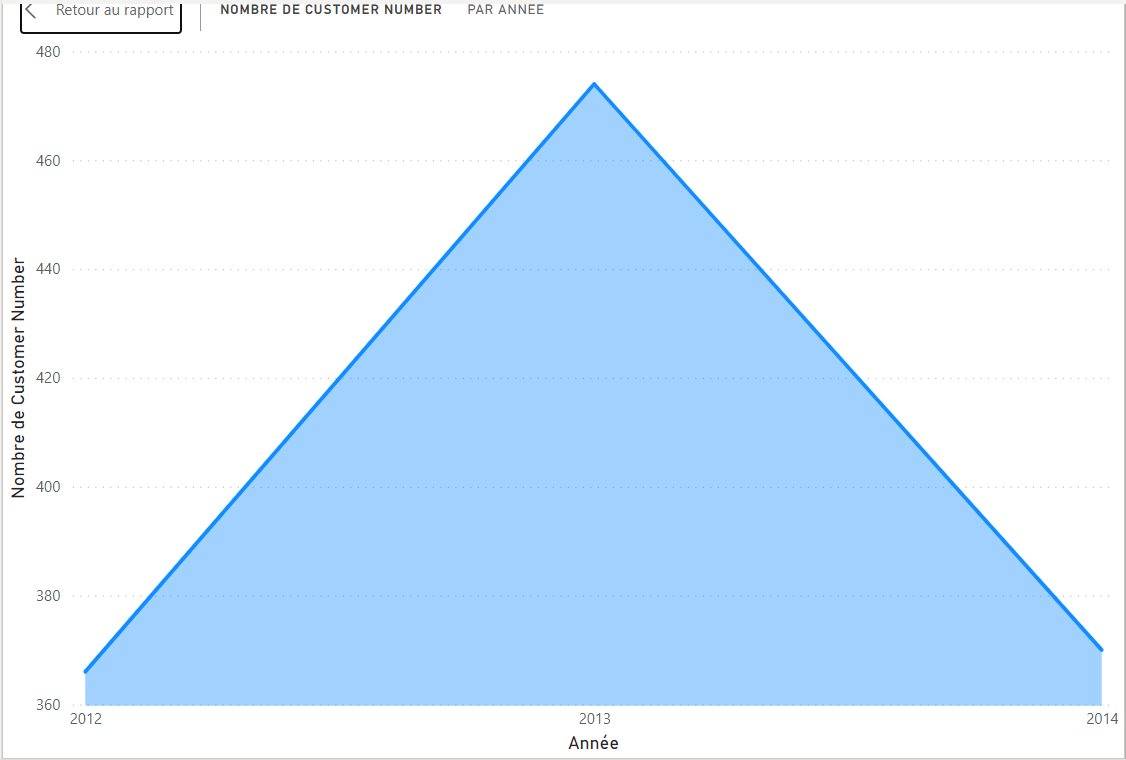 Retour au rapport
NOMBRE DE CUSTOMER NUMBER PAR ANNEE
480
460
440
420
400
380
360
Nombre de Customer Number
2012 2013 2014
Année